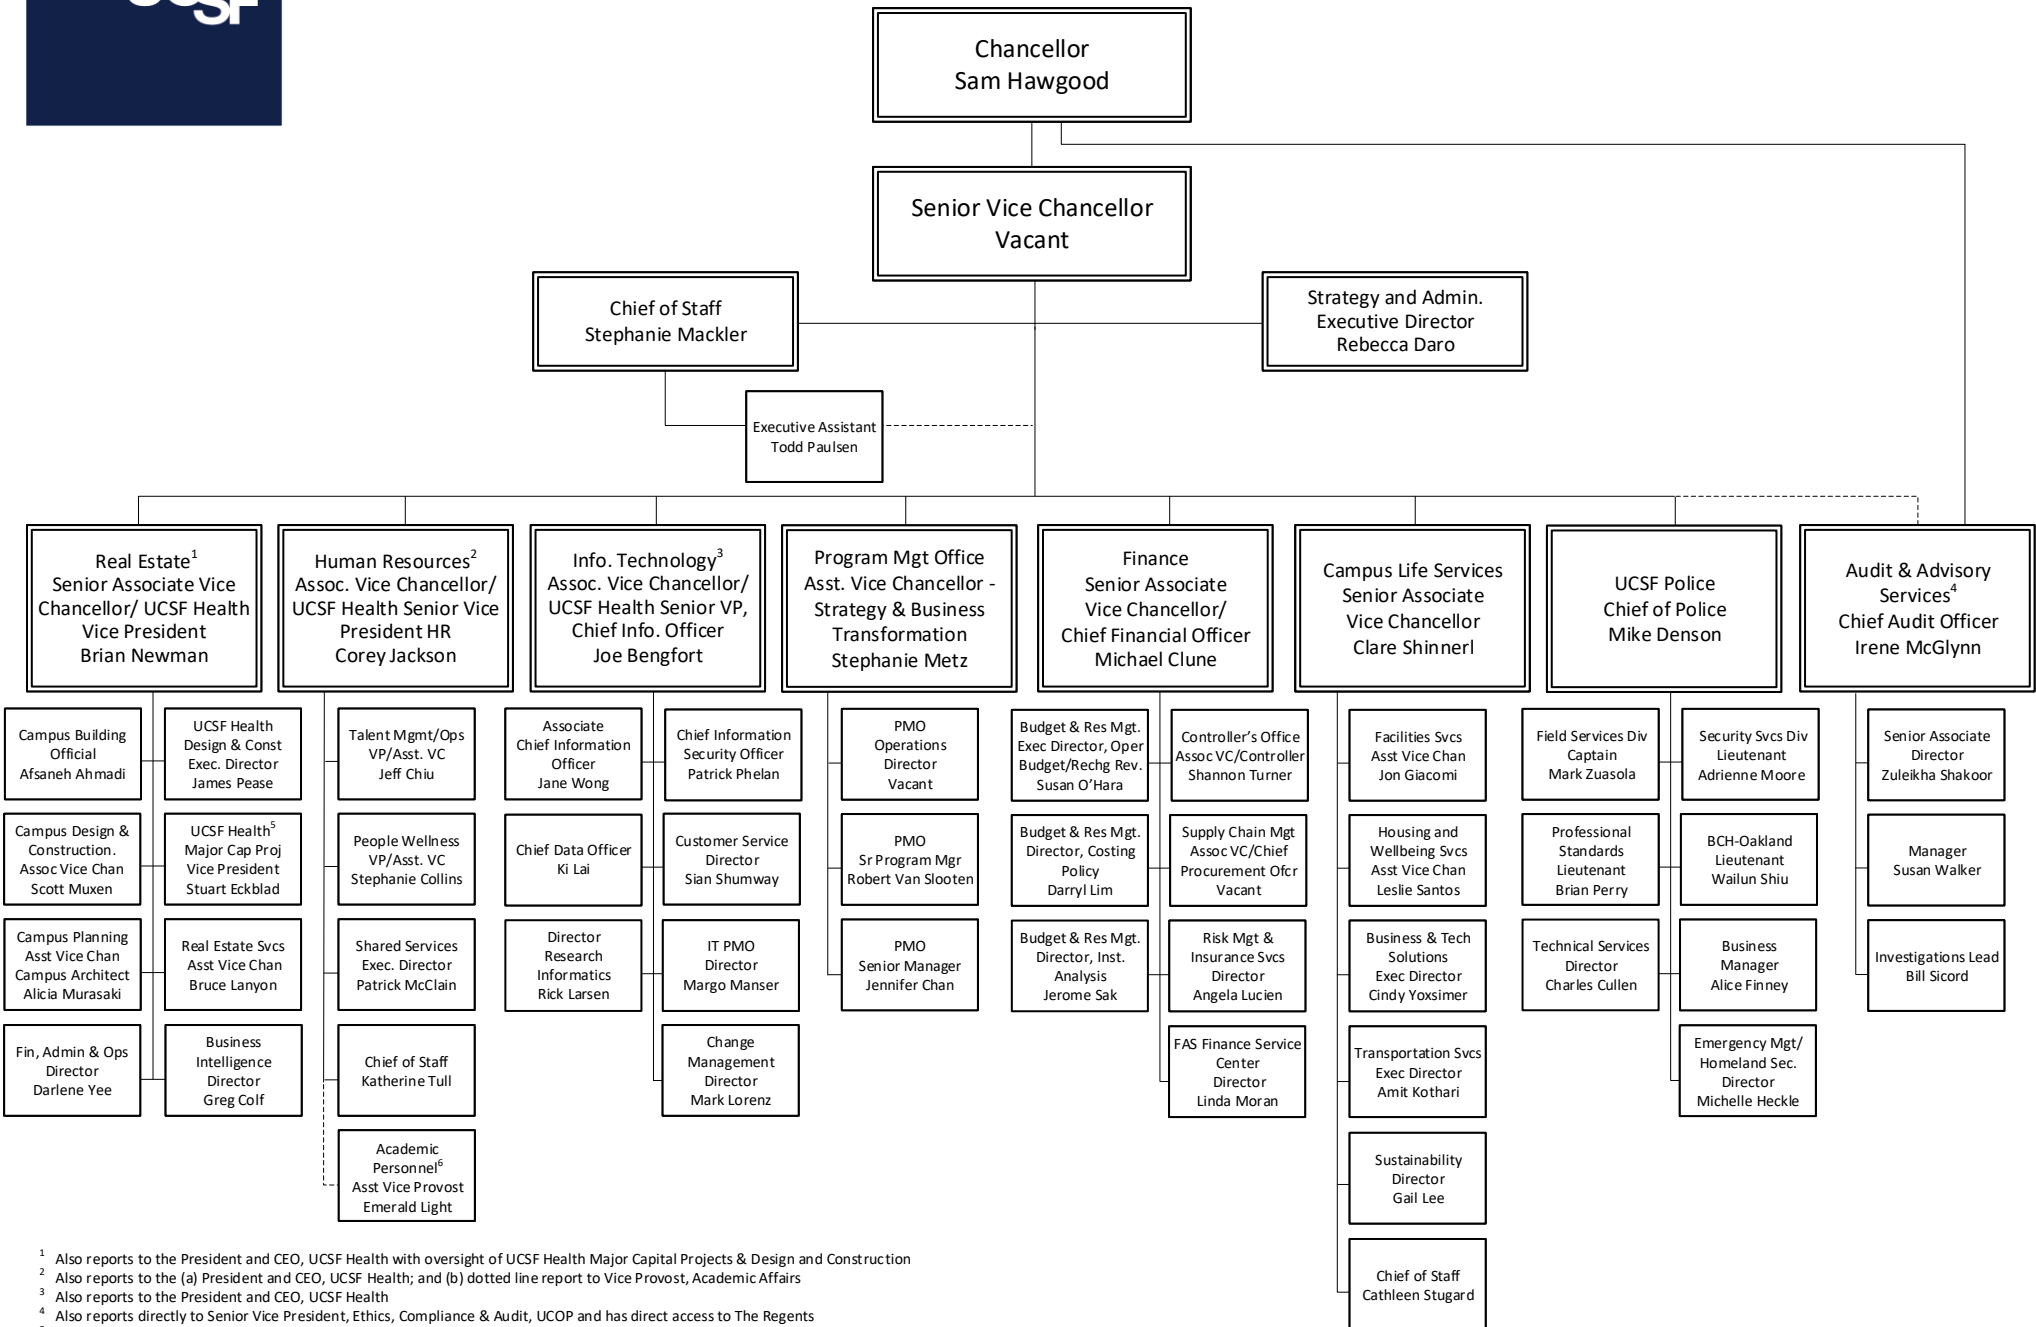 UCSF
Chancellor
Sam Hawgood
Senior Vice Chancellor
Vacant
Chief of Staff
Stephanie Mackler
Strategy and Admin.
Executive Director
Rebecca Daro
Executive Assistant
Todd Paulsen
Real Estate1
Senior Associate Vice
Chancellor/ UCSF Health
Vice President
Brian Newman
Human Resources2
Assoc. Vice Chancellor/
UCSF Health Senior Vice
President HR
Corey Jackson
Info. Technology3
Assoc. Vice Chancellor/
UCSF Health Senior VP,
Chief Info. Officer
Joe Bengfort
Program Mgt Office
Asst. Vice Chancellor -
Strategy & Business
Transformation
Stephanie Metz
Finance
Senior Associate
Vice Chancellor/
Chief Financial Officer
Michael Clune
Campus Life Services
Senior Associate
Vice Chancellor
Clare Shinnerl
UCSF Police
Chief of Police
Mike Denson
Audit & Advisory
Services4
Chief Audit Officer
Irene McGlynn
Campus Building
Official
Afsaneh Ahmadi
UCSF Health
Design & Const
Exec. Director
James Pease
Campus Design &
Construction.
Assoc Vice Chan
Scott Muxen
UCSF Health5
Major Cap Proj
Vice President
Stuart Eckblad
Campus Planning
Asst Vice Chan
Campus Architect
Alicia Murasaki
Real Estate Svcs
Asst Vice Chan
Bruce Lanyon
Fin, Admin & Ops
Director
Darlene Yee
Business
Intelligence
Director
Greg Colf
Talent Mgmt/Ops
VP/Asst. VC
Jeff Chiu
People Wellness
VP/Asst. VC
Stephanie Collins
Shared Services
Exec. Director
Patrick McClain
Chief of Staff
Katherine Tull
Academic
Personnel6
Asst Vice Provost
Emerald Light
Associate
Chief Information
Officer
Jane Wong
Chief Information
Security Officer
Patrick Phelan
Chief Data Officer
Ki Lai
Customer Service
Director
Sian Shumway
Director
Research
Informatics
Rick Larsen
IT PMO
Director
Margo Manser
Change
Management
Director
Mark Lorenz
PMO
Operations
Director
Vacant
PMO
Sr Program Mgr
Robert Van Slooten
PMO
Senior Manager
Jennifer Chan
Budget & Res Mgt.
Exec Director, Oper
Budget/Rechg Rev.
Susan O’Hara
Controller’s Office
Assoc VC/Controller
Shannon Turner
Budget & Res Mgt.
Director, Costing
Policy
Darryl Lim
Supply Chain Mgt
Assoc VC/Chief
Procurement Ofcr
Vacant
Budget & Res Mgt.
Director, Inst.
Analysis
Jerome Sak
Risk Mgt &
Insurance Svcs
Director
Angela Lucien
FAS Finance Service
Center
Director
Linda Moran
Facilities Svcs
Asst Vice Chan
Jon Giacomi
Housing and
Wellbeing Svcs
Asst Vice Chan
Leslie Santos
Business & Tech
Solutions
Exec Director
Cindy Yoxsimer
Transportation Svcs
Exec Director
Amit Kothari
Sustainability
Director
Gail Lee
Chief of Staff
Cathleen Stugard
Field Services Div
Captain
Mark Zuasola
Security Svcs Div
Lieutenant
Adrienne Moore
Professional
Standards
Lieutenant
Brian Perry
BCH-Oakland
Lieutenant
Wailun Shiu
Technical Services
Director
Charles Cullen
Business
Manager
Alice Finney
Emergency Mgt/
Homeland Sec.
Director
Michelle Heckle
Senior Associate
Director
Zuleikha Shakoor
Manager
Susan Walker
Investigations Lead
Bill Sicord
1 Also reports to the President and CEO, UCSF Health with oversight of UCSF Health Major Capital Projects & Design and Construction
2 Also reports to the (a) President and CEO, UCSF Health; and (b) dotted line report to Vice Provost, Academic Affairs
3 Also reports to the President and CEO, UCSF Health
4 Also reports directly to Senior Vice President, Ethics, Compliance & Audit, UCOP and has direct access to The Regents